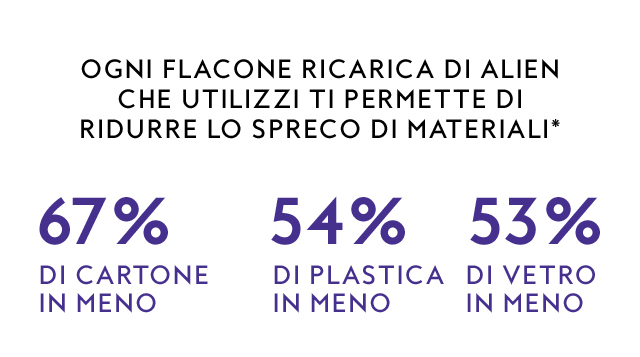 OGNI FLACONE RICARICA DI ALIEN
CHE UTILIZZI TI PERMETTE DI
RIDURRE LO SPRECO DI MATERIALI*
67%
DI CARTONE
IN MENO
54%
DI PLASTICA
IN MENO
53%
DI VETRO
IN MENO